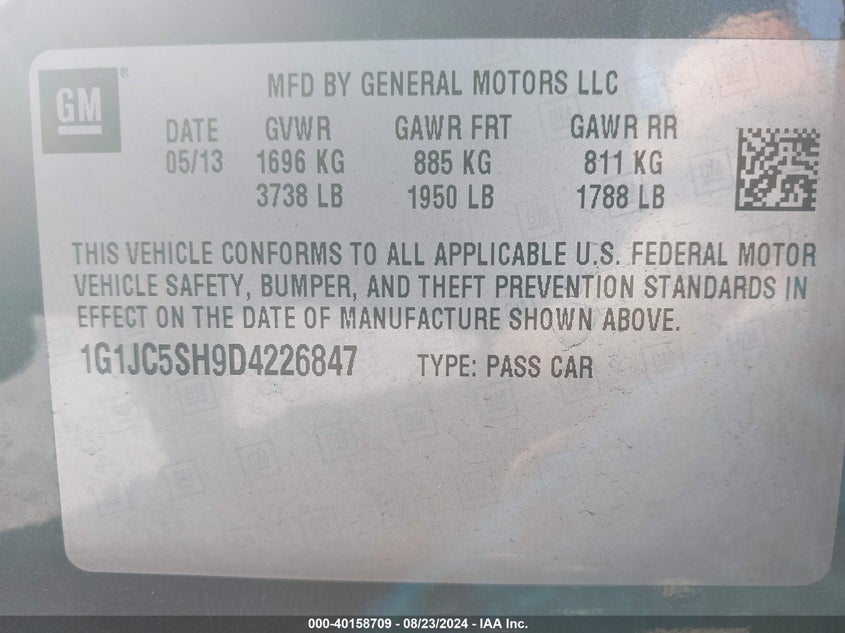 GM®
MFD BY GENERAL MOTORS LLC
DATE GVWR GAWR FRT GAWR RR
05/13 1696 KG 885 KG 811 KG
3738 LB 1950 LB 1788 LB
THIS VEHICLE CONFORMS TO ALL APPLICABLE U.S. FEDERAL MOTOR
VEHICLE SAFETY, BUMPER, AND THEFT PREVENTION STANDARDS IN
EFFECT ON THE DATE OF MANUFACTURE SHOWN ABOVE.
1G1JC5SH9D4226847 TYPE: PASS CAR
000-40158709 - 08/23/2024 - IAA Inc.